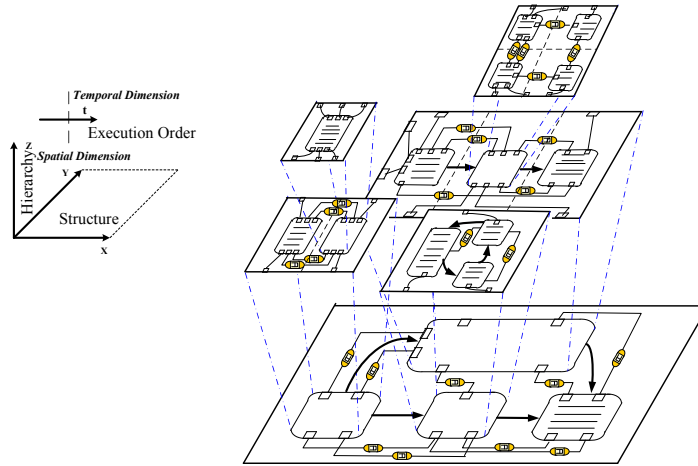 Temporal Dimension
t
Execution Order
Z
Spatial Dimension
Hierarchy
Y
Structure
X